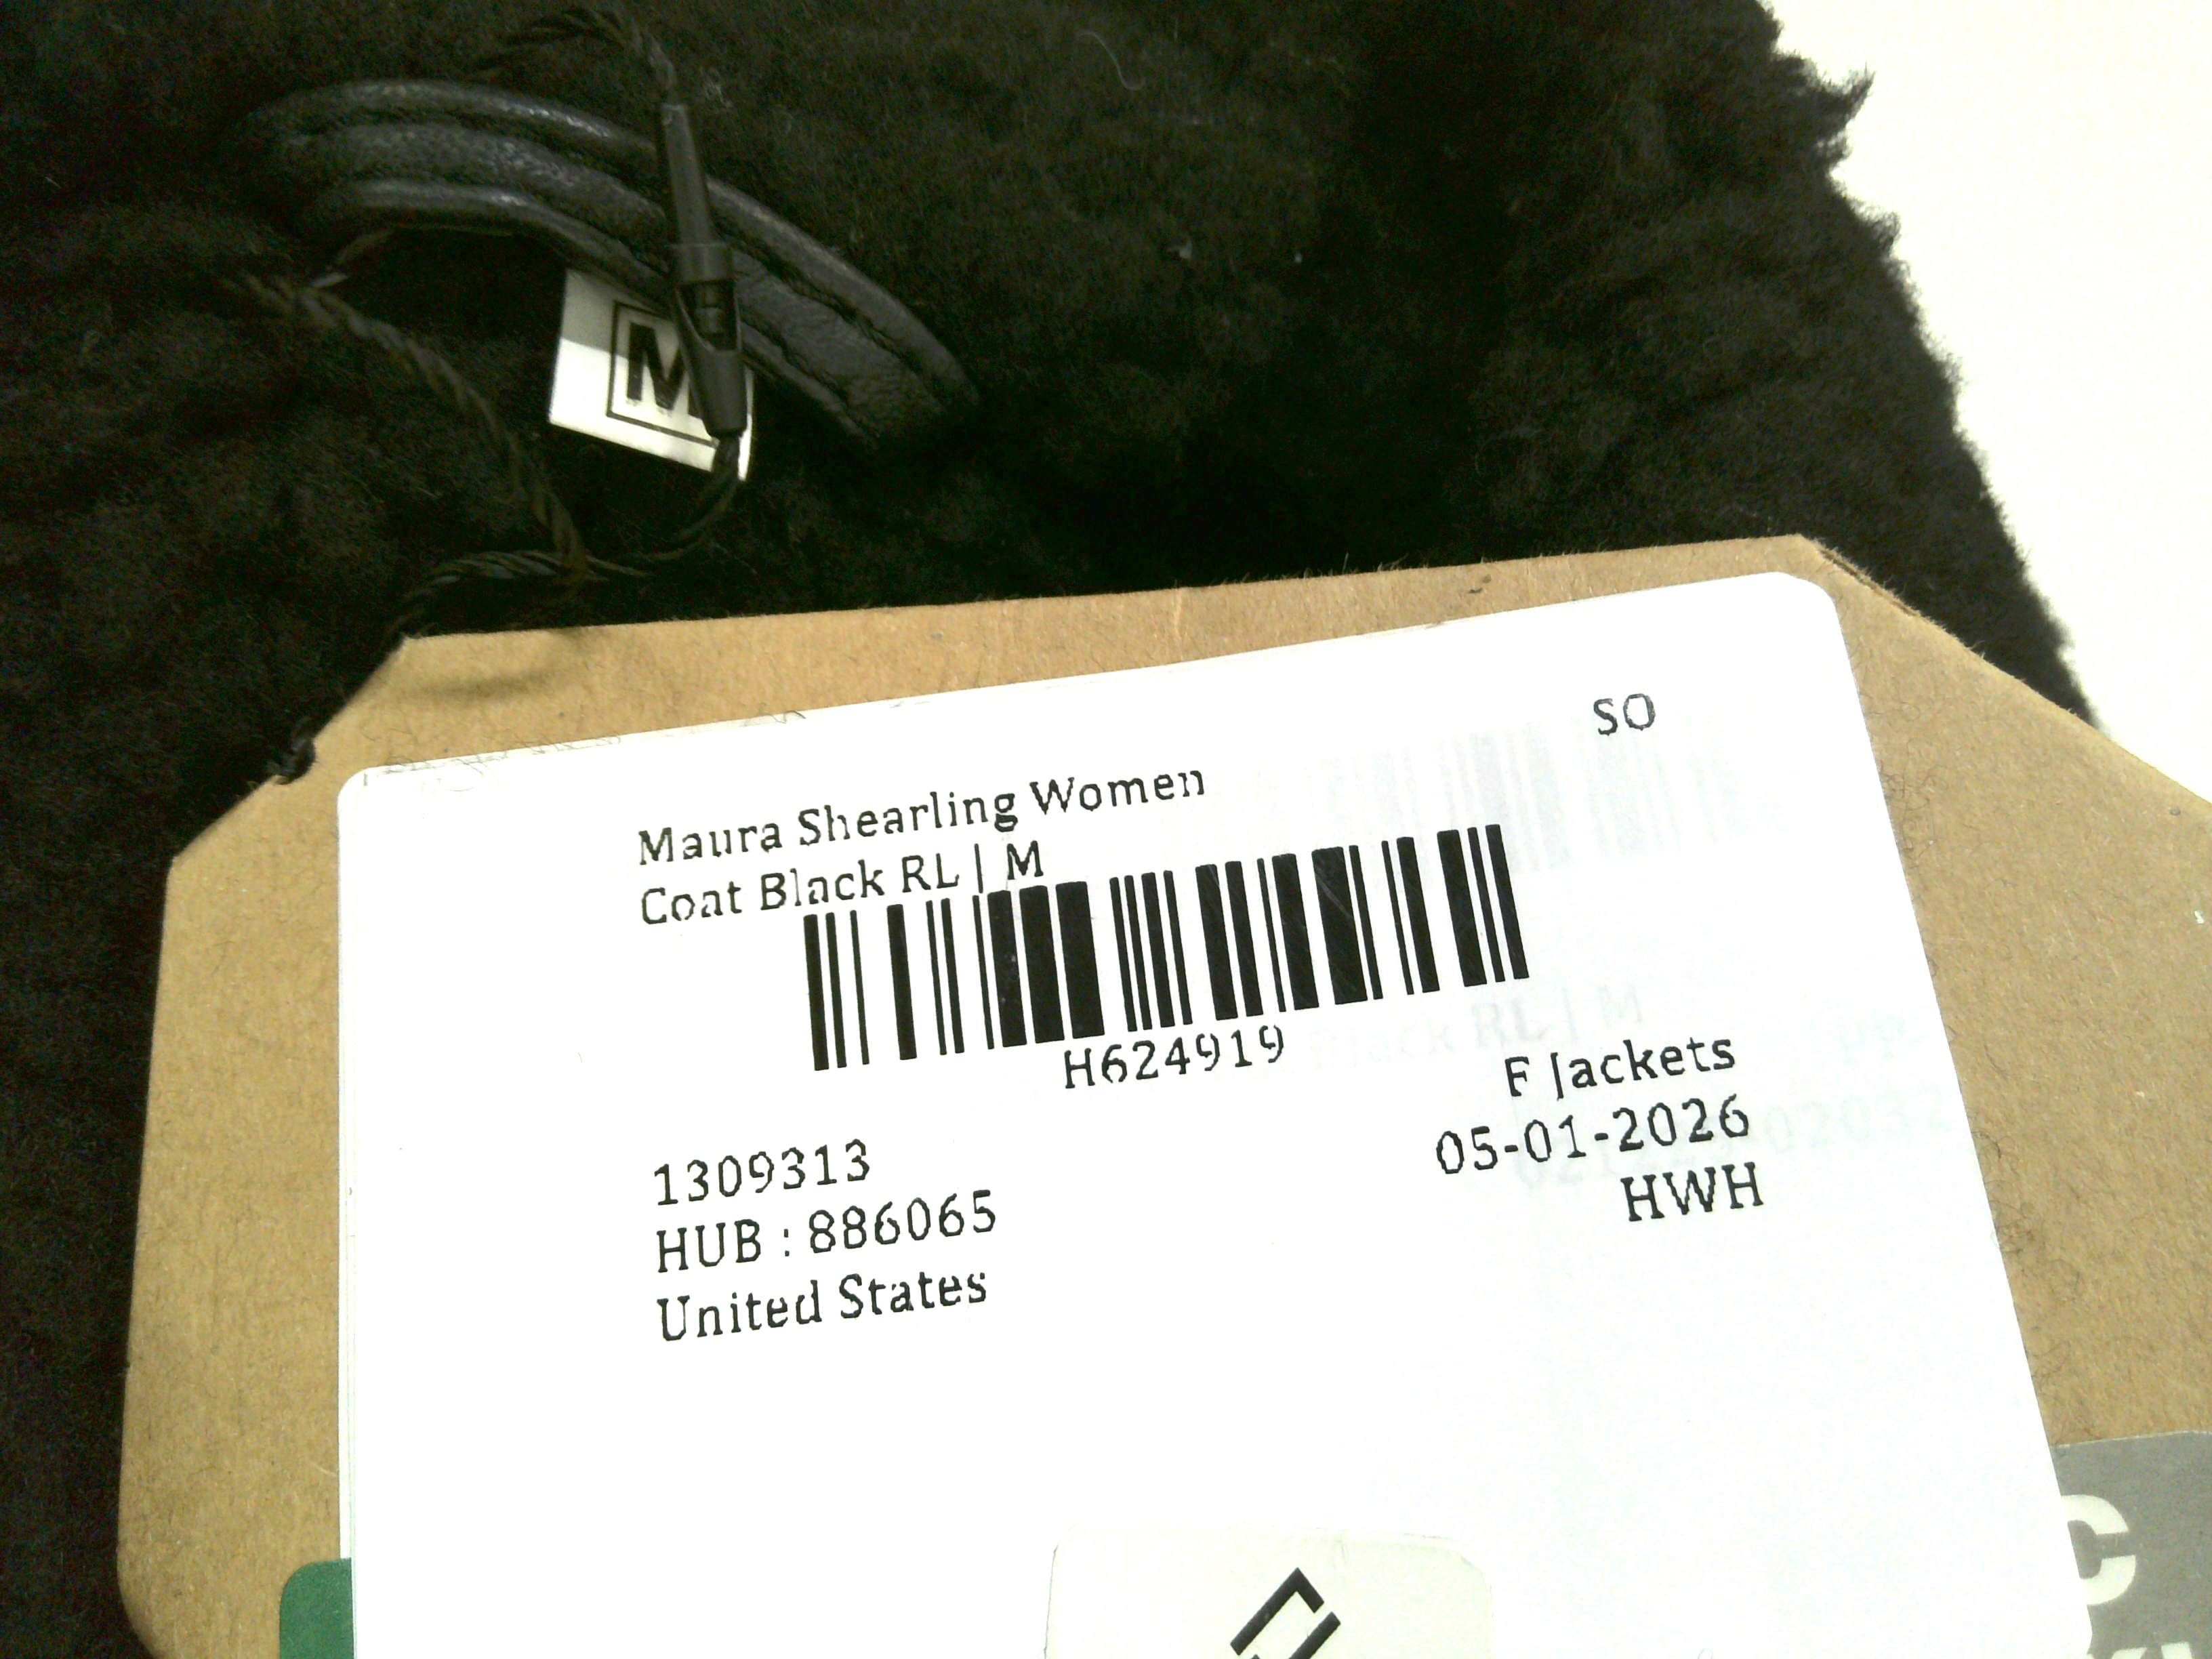 M
SO
Maura Shearling Women
Coat Black RL | M
H624919
F Jackets
1309313
05-01-2026
HUB : 886065
HWH
United States
C